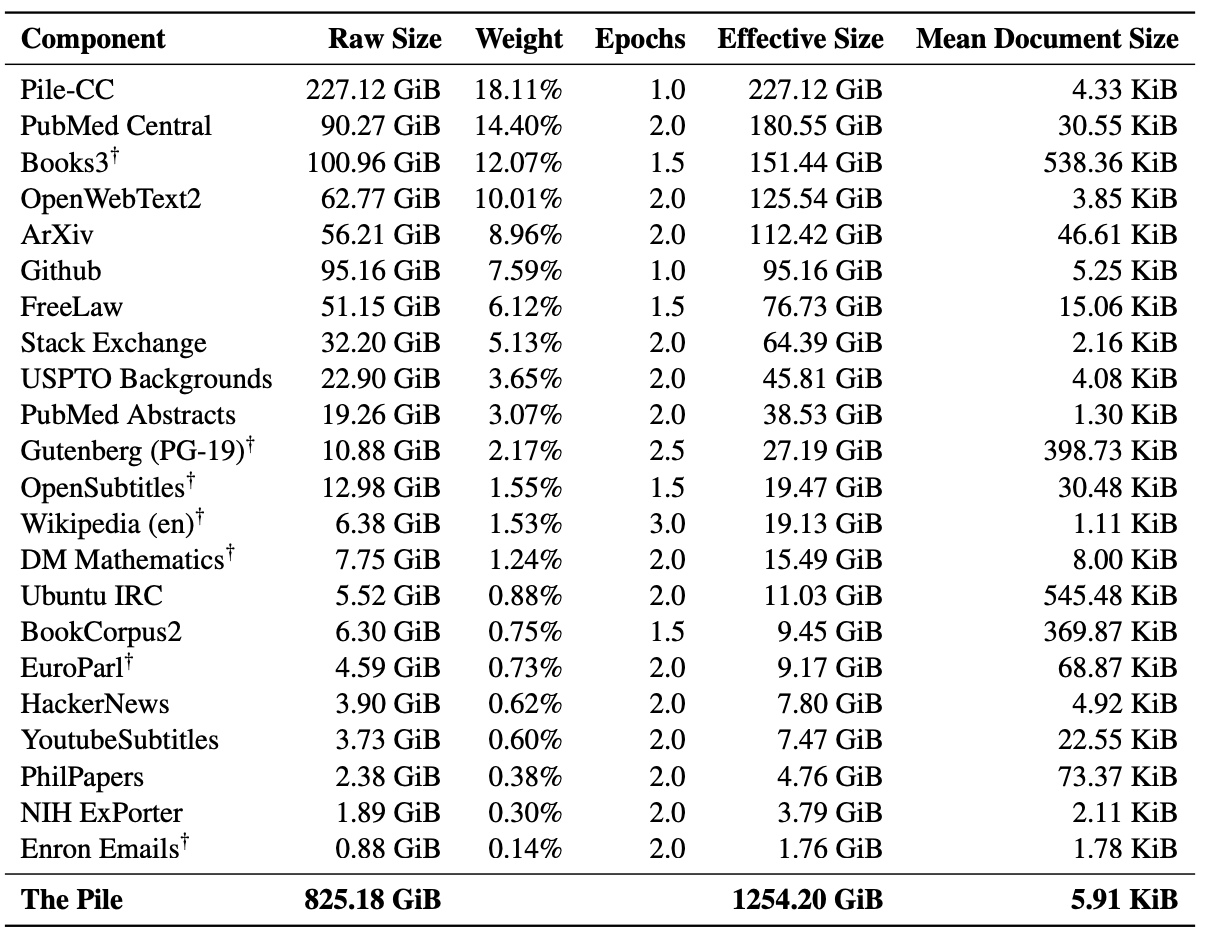 Component Raw Size Weight Epochs Effective Size Mean Document Size
Pile-CC 227.12 GiB 18.11% 1.0 227.12 GiB 4.33 KiB
PubMed Central 90.27 GiB 14.40% 2.0 180.55 GiB 30.55 KiB
Books3† 100.96 GiB 12.07% 1.5 151.44 GiB 538.36 KiB
OpenWebText2 62.77 GiB 10.01% 2.0 125.54 GiB 3.85 KiB
ArXiv 56.21 GiB 8.96% 2.0 112.42 GiB 46.61 KiB
Github 95.16 GiB 7.59% 1.0 95.16 GiB 5.25 KiB
FreeLaw 51.15 GiB 6.12% 1.5 76.73 GiB 15.06 KiB
Stack Exchange 32.20 GiB 5.13% 2.0 64.39 GiB 2.16 KiB
USPTO Backgrounds 22.90 GiB 3.65% 2.0 45.81 GiB 4.08 KiB
PubMed Abstracts 19.26 GiB 3.07% 2.0 38.53 GiB 1.30 KiB
Gutenberg (PG-19)† 10.88 GiB 2.17% 2.5 27.19 GiB 398.73 KiB
OpenSubtitles† 12.98 GiB 1.55% 1.5 19.47 GiB 30.48 KiB
Wikipedia (en)† 6.38 GiB 1.53% 3.0 19.13 GiB 1.11 KiB
DM Mathematics† 7.75 GiB 1.24% 2.0 15.49 GiB 8.00 KiB
Ubuntu IRC 5.52 GiB 0.88% 2.0 11.03 GiB 545.48 KiB
BookCorpus2 6.30 GiB 0.75% 1.5 9.45 GiB 369.87 KiB
EuroParl† 4.59 GiB 0.73% 2.0 9.17 GiB 68.87 KiB
HackerNews 3.90 GiB 0.62% 2.0 7.80 GiB 4.92 KiB
YoutubeSubtitles 3.73 GiB 0.60% 2.0 7.47 GiB 22.55 KiB
PhilPapers 2.38 GiB 0.38% 2.0 4.76 GiB 73.37 KiB
NIH ExPorter 1.89 GiB 0.30% 2.0 3.79 GiB 2.11 KiB
Enron Emails† 0.88 GiB 0.14% 2.0 1.76 GiB 1.78 KiB
The Pile 825.18 GiB 1254.20 GiB 5.91 KiB